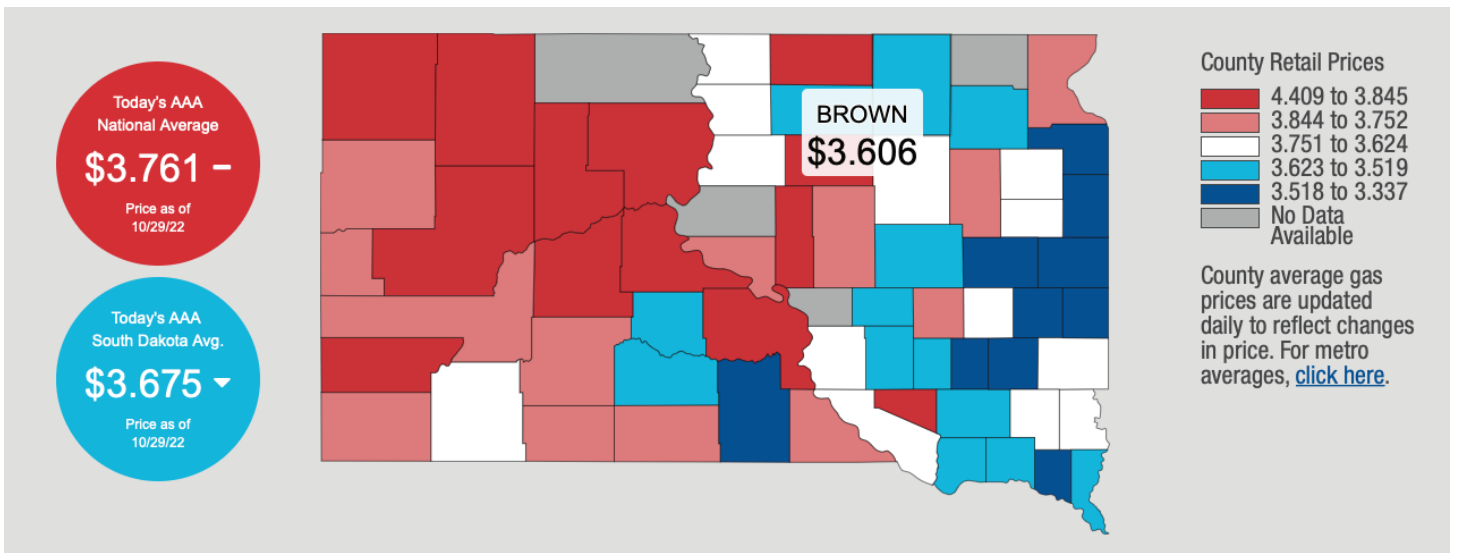 Today's AAA
National Average
$3.761 –
Price as of
10/29/22
Today's AAA
South Dakota Avg.
$3.675
Price as of
10/29/22
BROWN
$3.606
County Retail Prices
4.409 to 3.845
3.844 to 3.752
3.751 to 3.624
3.623 to 3.519
3.518 to 3.337
No Data
Available
County average gas
prices are updated
daily to reflect changes
in price. For metro
averages, click here.